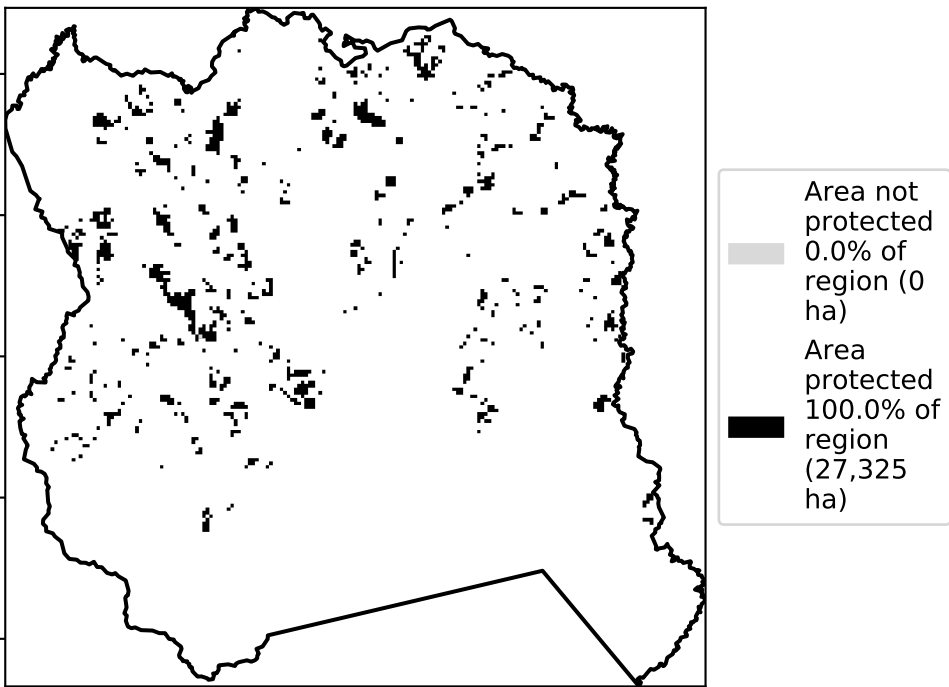 Area not
protected
0.0% of
region (0
ha)
Area
protected
100.0% of
region
(27,325
ha)